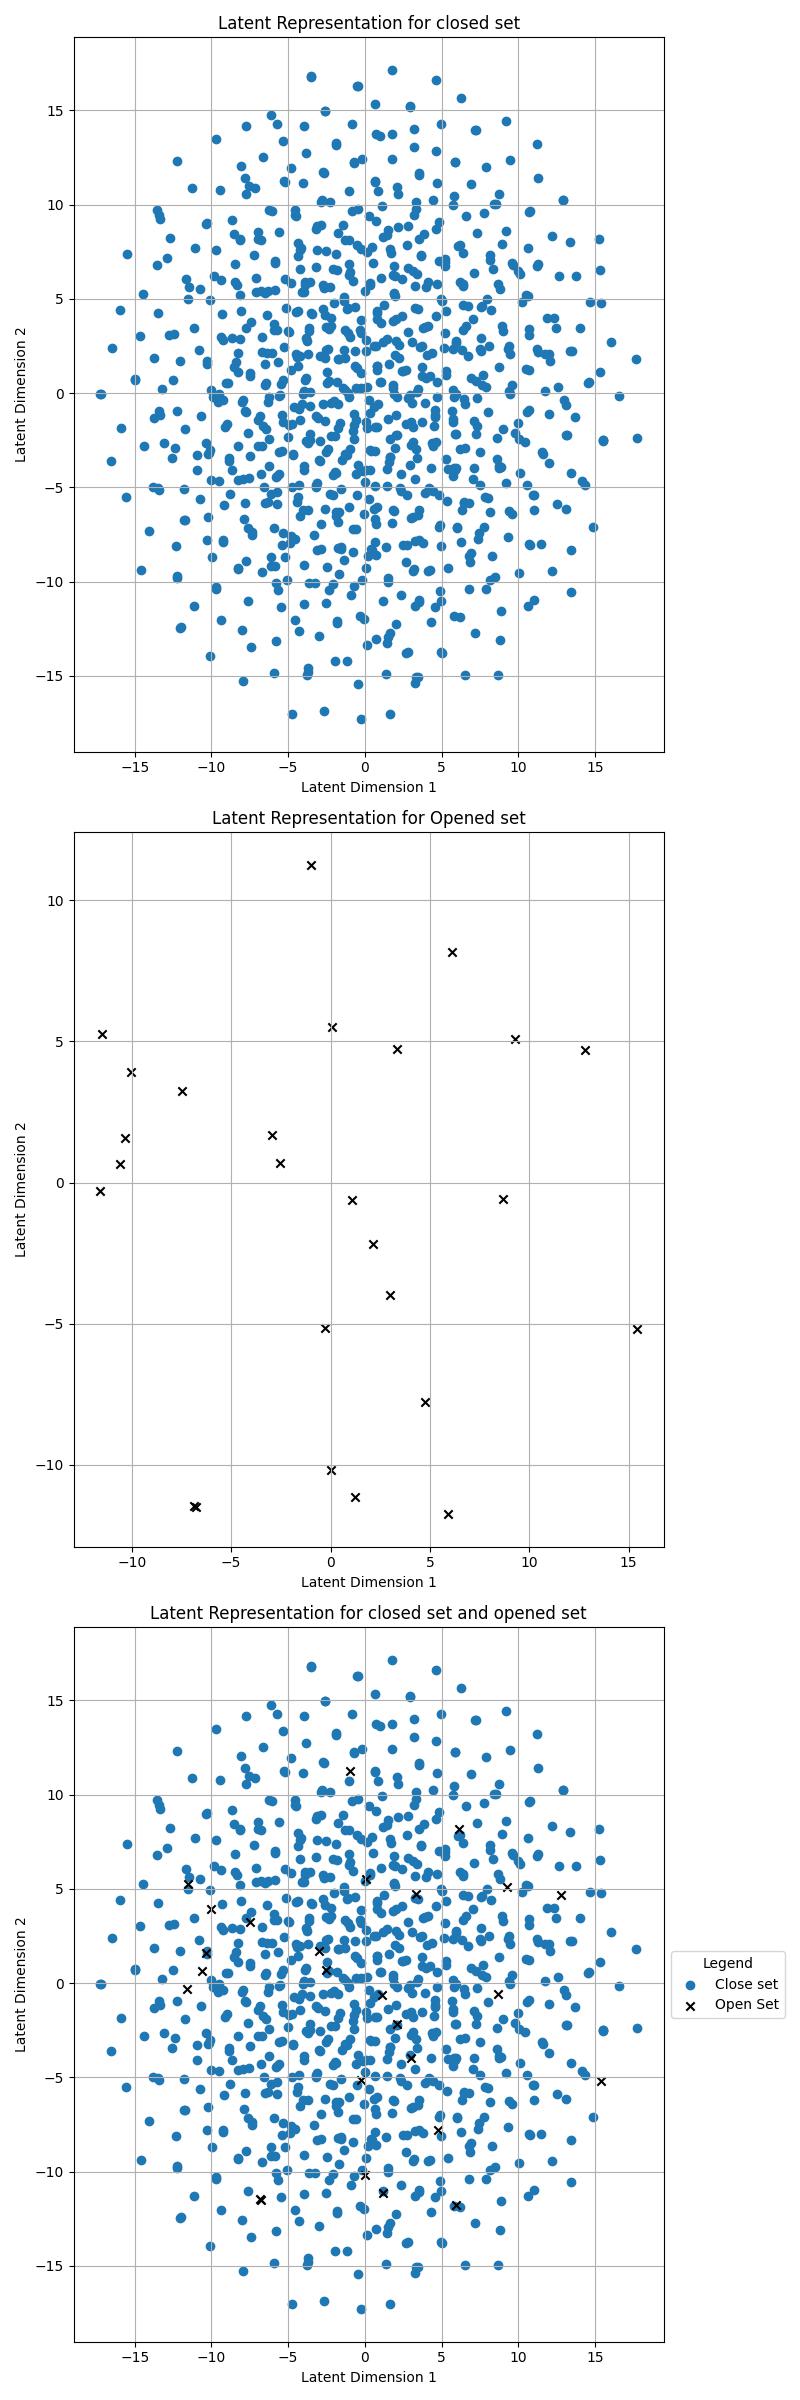 Latent Representation for closed set
15
10
5
0
−5
−10
−15
Latent Dimension 2
−15 −10 −5 0 5 10 15
Latent Dimension 1
Latent Representation for Opened set
10
5
0
−5
−10
Latent Dimension 2
−10 −5 0 5 10 15
Latent Dimension 1
Latent Representation for closed set and opened set
15
10
5
0
−5
−10
−15
Latent Dimension 2
−15 −10 −5 0 5 10 15
Latent Dimension 1
Legend
Close set
Open Set